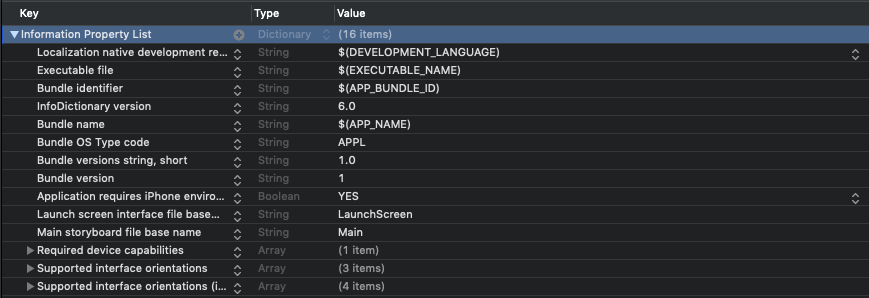 Key Type Value
Information Property List Dictionary (16 items)
Localization native development re... String $(DEVELOPMENT_LANGUAGE)
Executable file String $(EXECUTABLE_NAME)
Bundle identifier String $(APP_BUNDLE_ID)
InfoDictionary version String 6.0
Bundle name String $(APP_NAME)
Bundle OS Type code String APPL
Bundle versions string, short String 1.0
Bundle version String 1
Application requires iPhone enviro... Boolean YES
Launch screen interface file base... String LaunchScreen
Main storyboard file base name String Main
Required device capabilities Array (1 item)
Supported interface orientations Array (3 items)
Supported interface orientations (i... Array (4 items)